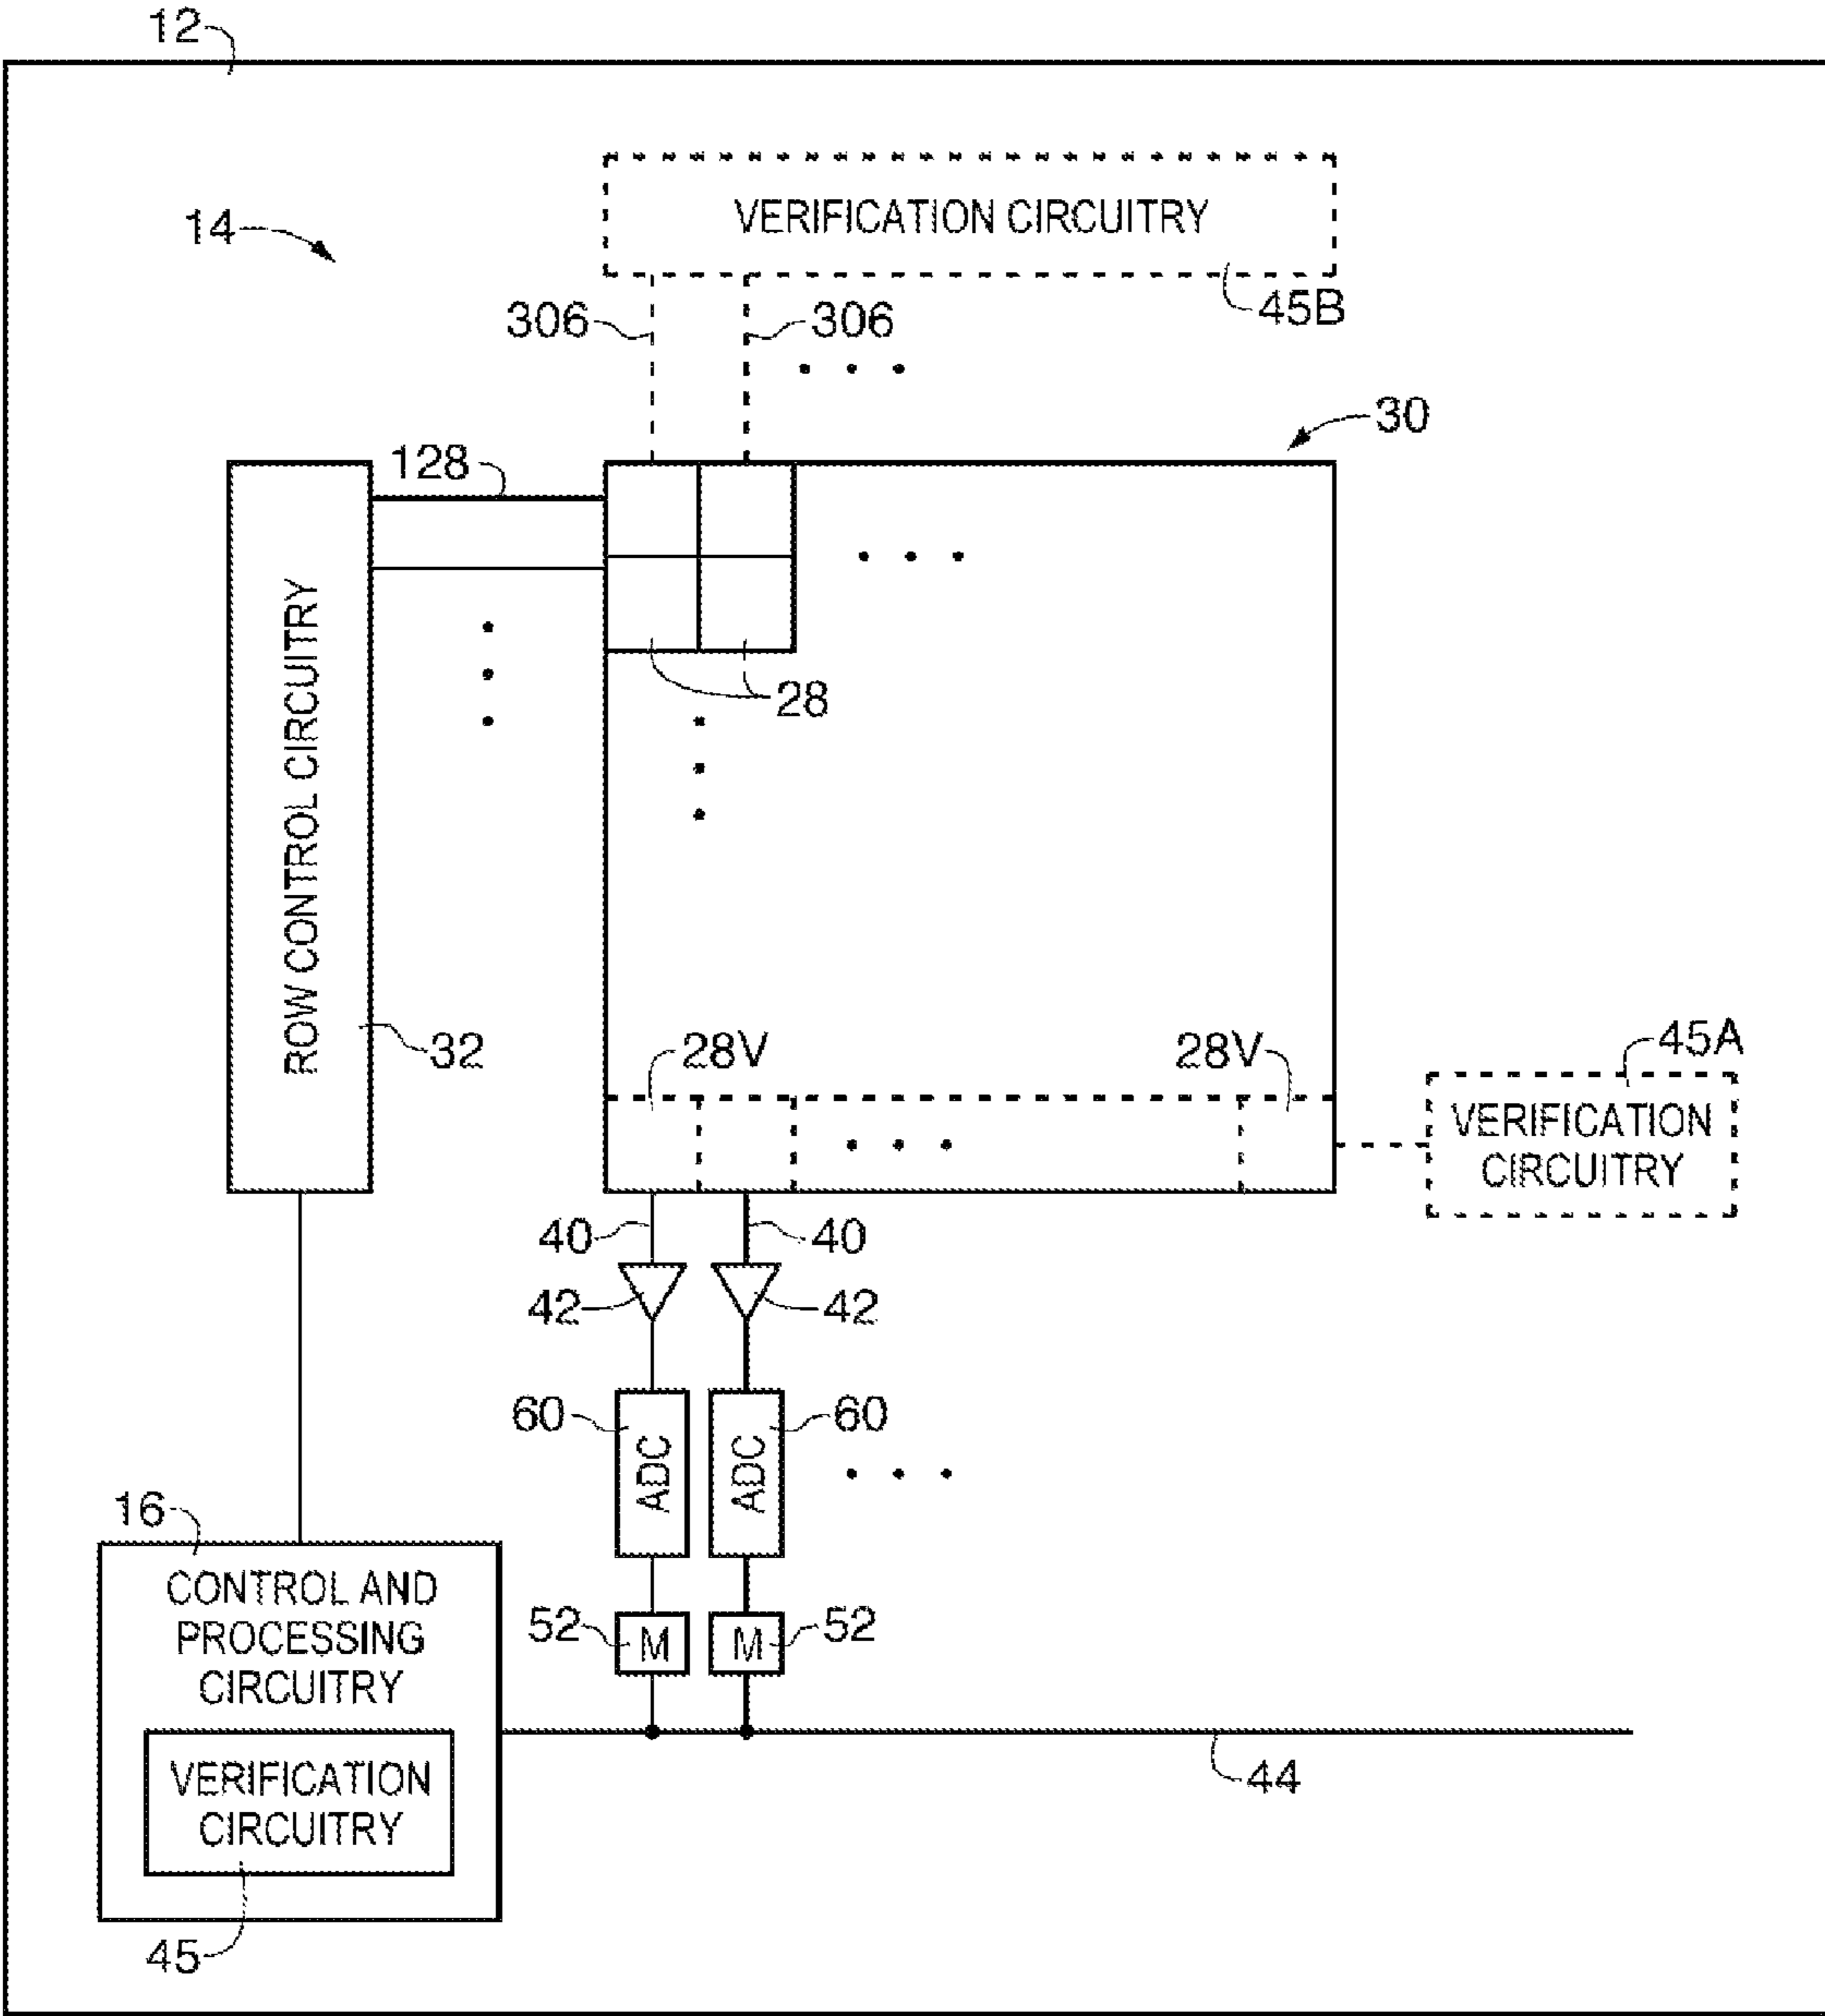 12
VERIFICATION CIRCUITRY
14
45B
306
306
30
128
ROW CONTROL CIRCUITRY
28
32
28V
28V
45A
VERIFICATION
CIRCUITRY
40
40
42
42
60
60
ADC
ADC
16
CONTROL AND
PROCESSING
CIRCUITRY
52
M
M
52
VERIFICATION
CIRCUITRY
44
45